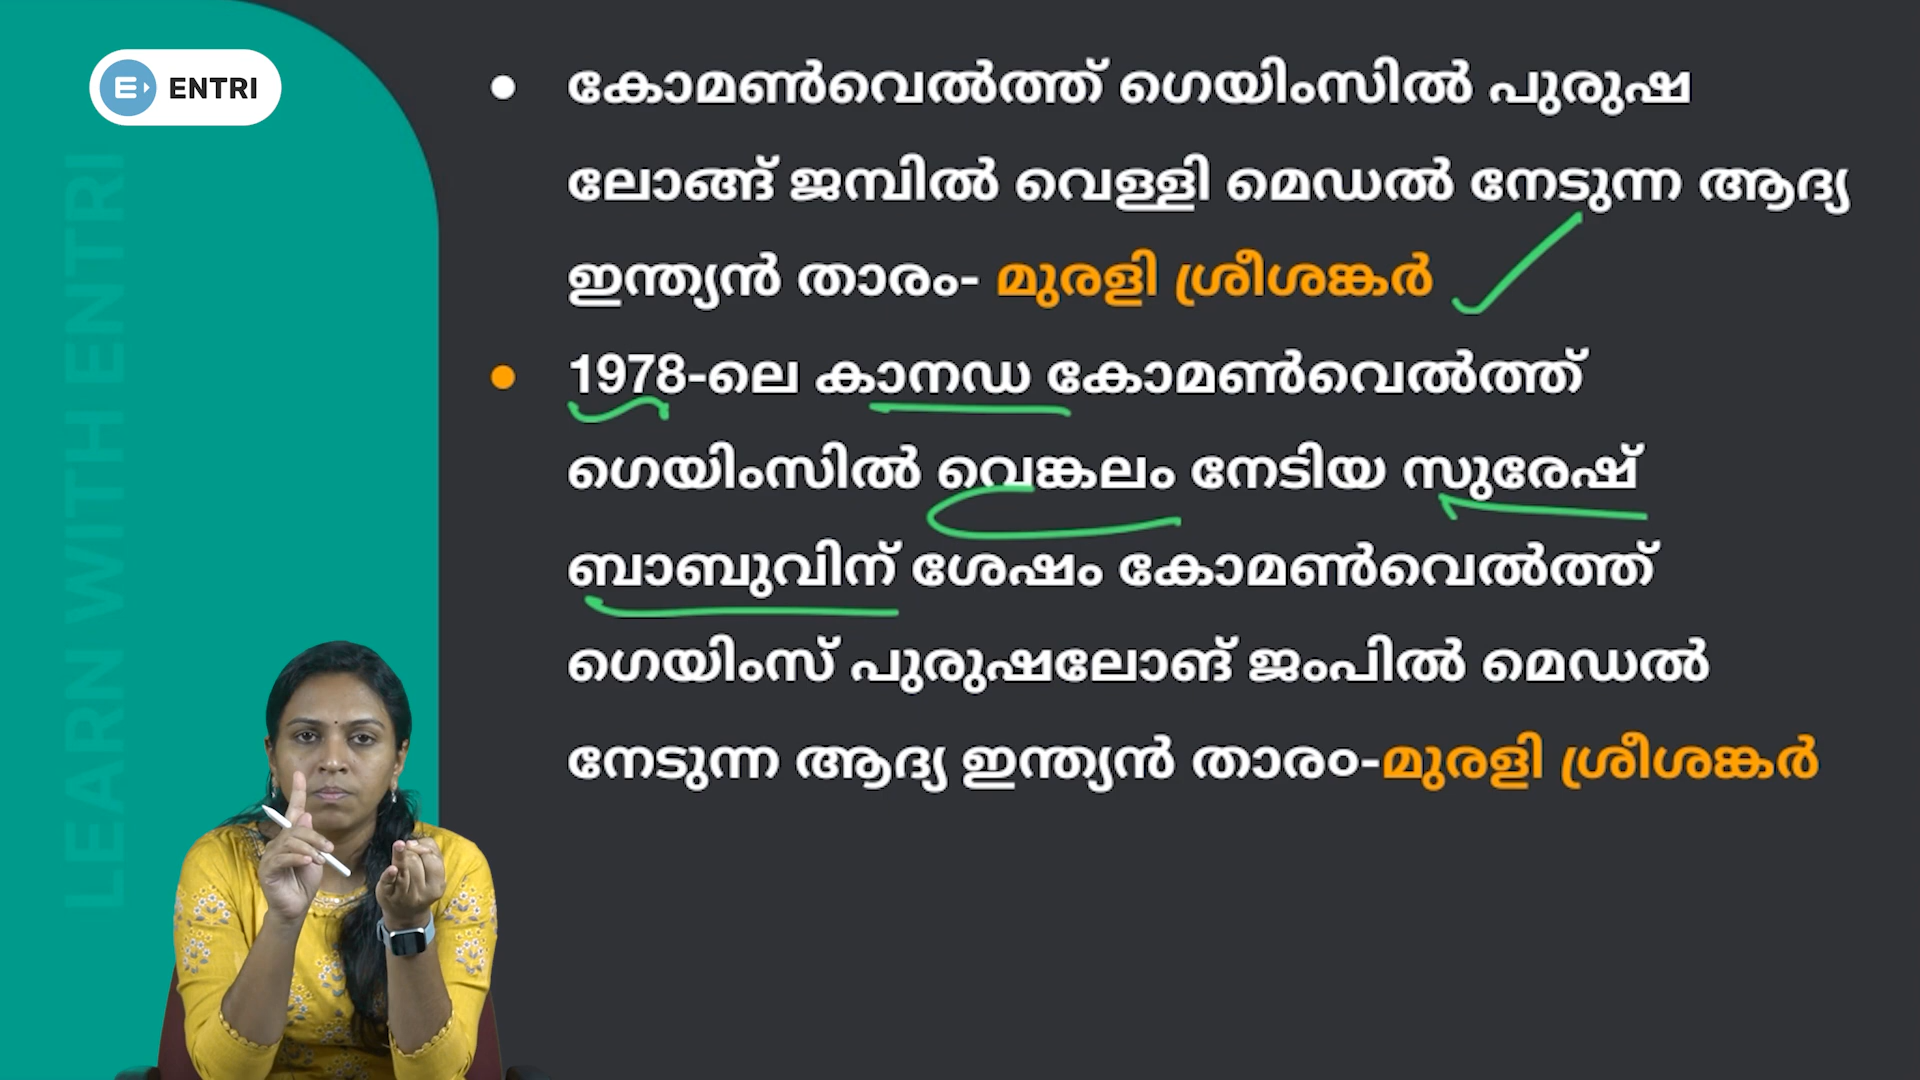 ENTRI
LEARN WITH ENTRI
• കോമൺവെൽത്ത് ഗെയിംസിൽ പുരുഷ
ലോങ്ങ് ജമ്പിൽ വെള്ളി മെഡൽ നേടുന്ന ആദ്യ
ഇന്ത്യൻ താരം- മുരളി ശ്രീശങ്കർ
• 1978-ലെ കാനഡ കോമൺവെൽത്ത്
ഗെയിംസിൽ വെങ്കലം നേടിയ സുരേഷ്
ബാബുവിന് ശേഷം കോമൺവെൽത്ത്
ഗെയിംസ് പുരുഷലോങ് ജംപിൽ മെഡൽ
നേടുന്ന ആദ്യ ഇന്ത്യൻ താരം-മുരളി ശ്രീശങ്കർ